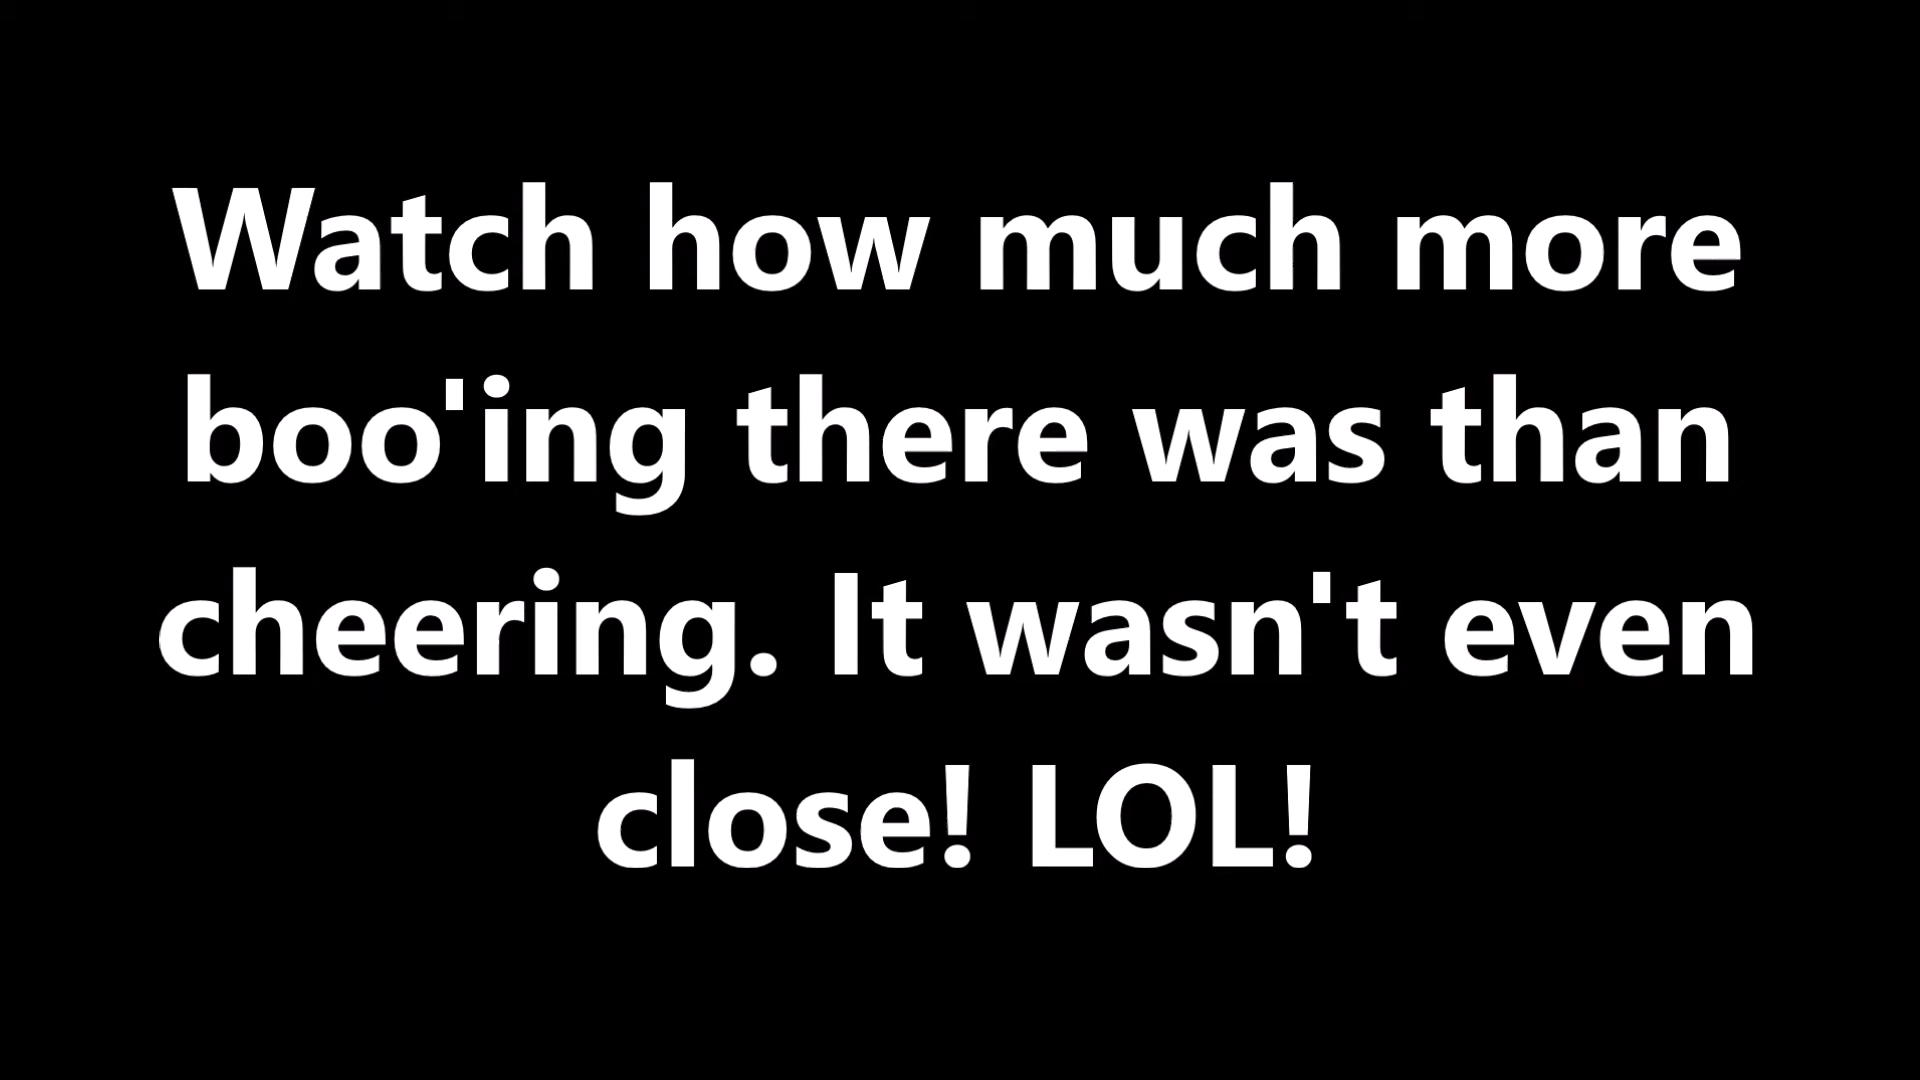 Watch how much more
boo'ing there was than
cheering. It wasn't even
close! LOL!